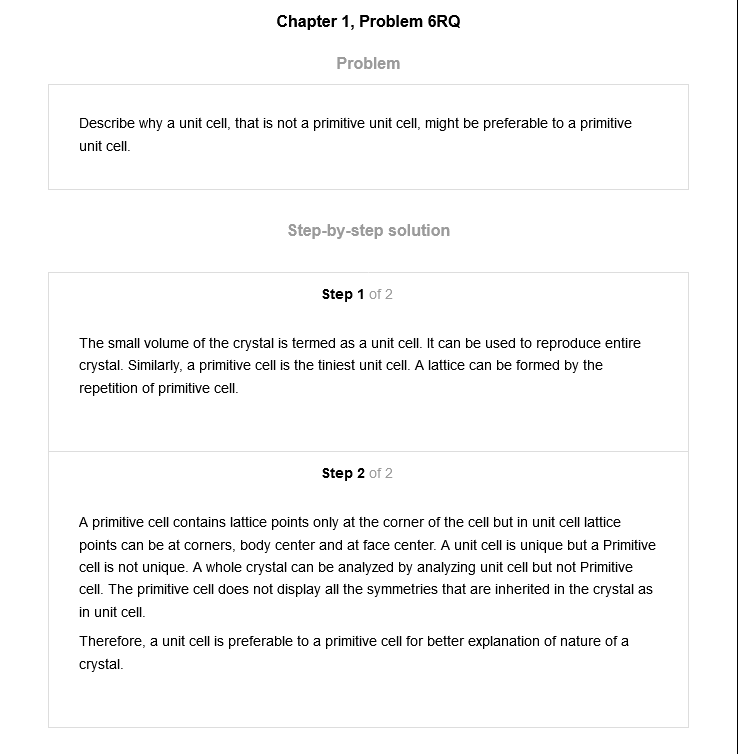 Chapter 1, Problem 6RQ
Problem
Describe why a unit cell, that is not a primitive unit cell, might be preferable to a primitive
unit cell.
Step-by-step solution
Step 1 of 2
The small volume of the crystal is termed as a unit cell. It can be used to reproduce entire
crystal. Similarly, a primitive cell is the tiniest unit cell. A lattice can be formed by the
repetition of primitive cell.
Step 2 of 2
A primitive cell contains lattice points only at the corner of the cell but in unit cell lattice
points can be at corners, body center and at face center. A unit cell is unique but a Primitive
cell is not unique. A whole crystal can be analyzed by analyzing unit cell but not Primitive
cell. The primitive cell does not display all the symmetries that are inherited in the crystal as
in unit cell.
Therefore, a unit cell is preferable to a primitive cell for better explanation of nature of a
crystal.